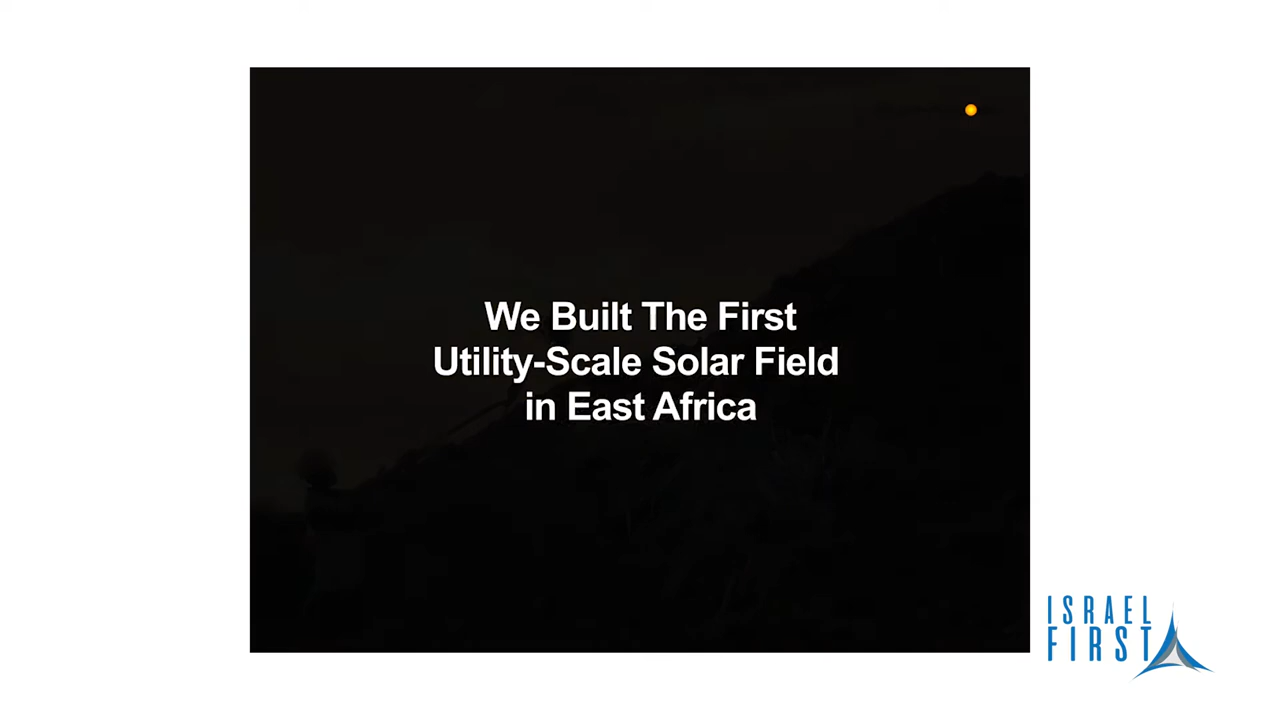 We Built The First
Utility-Scale Solar Field
in East Africa
ISRAEL
FIRST